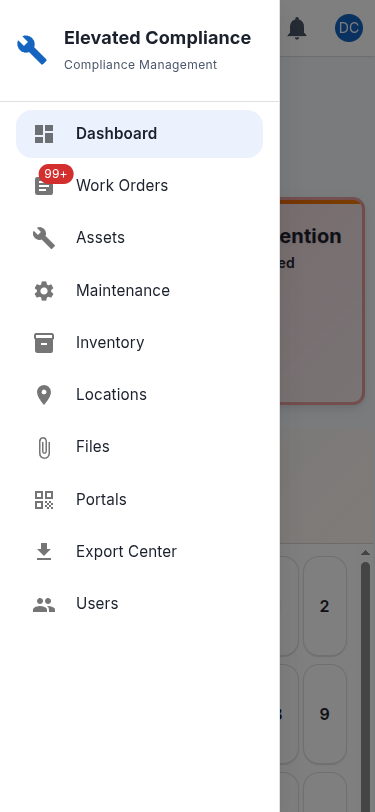 Elevated Compliance
Compliance Management
DC
Dashboard
99+
Work Orders
Assets
Maintenance
Inventory
Locations
Files
Portals
Export Center
Users
ention
ed
2
9